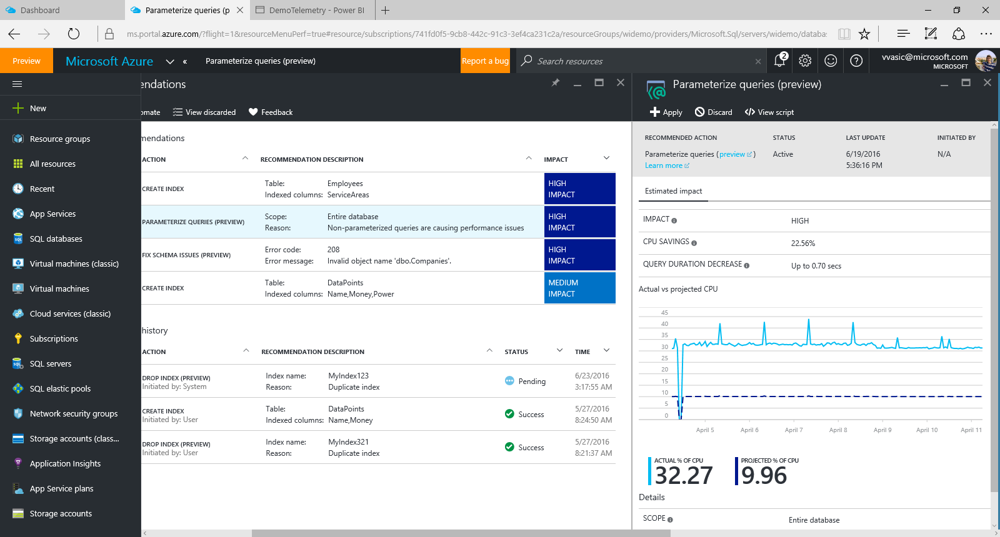 Dashboard
Parameterize queries (p
DemoTelemetry - Power BI
ms.portal.azure.com/?flight=1&resourceMenuPerf=true#resource/subscriptions/741fd0f5-9cb8-442c-91c3-3ef4ca231c2a/resourceGroups/widemo/providers/Microsoft.Sql/servers/widemo/databas
Preview
Microsoft Azure
«
Parameterize queries (preview)
Report a bug
Search resources
2
vvasic@microsoft.com
MICROSOFT
New
Resource groups
All resources
Recent
App Services
SQL databases
Virtual machines (classic)
Virtual machines
Cloud services (classic)
Subscriptions
SQL servers
SQL elastic pools
Network security groups
Storage accounts (class...
Application Insights
App Service plans
Storage accounts
endations
omate
View discarded
Feedback
mendations
ACTION
RECOMMENDATION DESCRIPTION
IMPACT
CREATE INDEX
Table: Employees
Indexed columns: ServiceAreas
HIGH
IMPACT
PARAMETERIZE QUERIES (PREVIEW)
Scope: Entire database
Reason: Non-parameterized queries are causing performance issues
HIGH
IMPACT
FIX SCHEMA ISSUES (PREVIEW)
Error code: 208
Error message: Invalid object name 'dbo.Companies'.
HIGH
IMPACT
CREATE INDEX
Table: DataPoints
Indexed columns: Name,Money,Power
MEDIUM
IMPACT
history
ACTION
RECOMMENDATION DESCRIPTION
STATUS
TIME
DROP INDEX (PREVIEW)
Initiated by: System
Index name: MyIndex123
Reason: Duplicate index
Pending
6/23/2016
3:17:55 AM
CREATE INDEX
Initiated by: User
Table: DataPoints
Indexed columns: Name,Money
Success
5/27/2016
8:24:50 AM
DROP INDEX (PREVIEW)
Initiated by: User
Index name: MyIndex321
Reason: Duplicate index
Success
5/27/2016
8:21:37 AM
Parameterize queries (preview)
Apply
Discard
View script
RECOMMENDED ACTION
Parameterize queries (preview)
Learn more
STATUS
Active
LAST UPDATE
6/19/2016
5:36:16 PM
INITIATED BY
N/A
Estimated impact
IMPACT HIGH
CPU SAVINGS 22.56%
QUERY DURATION DECREASE Up to 0.70 secs
Actual vs projected CPU
45
40
35
30
25
20
15
10
5
0
April 5 April 6 April 7 April 8 April 9 April 10 April 11
ACTUAL % OF CPU
32.27
PROJECTED % OF CPU
9.96
Details
SCOPE Entire database